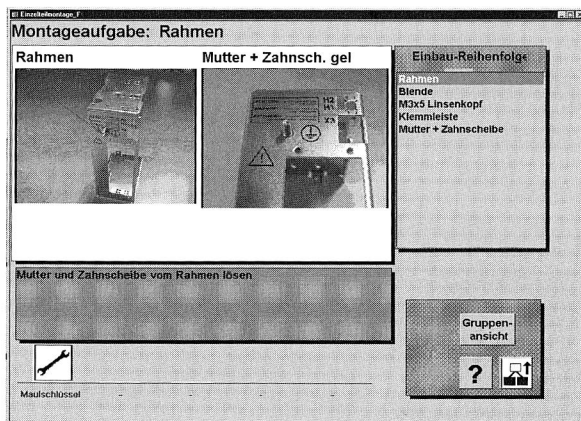 Einzelteilmontage_F
Montageaufgabe: Rahmen
Rahmen
Mutter + Zahnsch. gel
Einbau-Reihenfolge
Rahmen
Blende
M3x5 Linsenkopf
Klemmleiste
Mutter + Zahnscheibe
Mutter und Zahnscheibe vom Rahmen lösen
Gruppen-
ansicht
?
Maulschlüssel